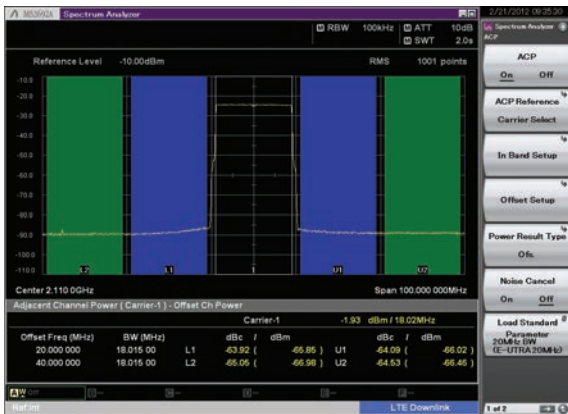 MS2692A Spectrum Analyzer
2/21/2012 09:35:30
RBW 100kHz ATT 10dB
SWT 2.0s
Reference Level -10.00dBm RMS 1001 points
-10.0
-20.0
-30.0
-40.0
-50.0
-60.0
-70.0
-80.0
-90.0
-100.0
-110.0
L2 L1 1 U1 U2
Center 2.110 0GHz Span 100.000 000MHz
Adjacent Channel Power ( Carrier-1 ) - Offset Ch Power
Carrier-1 -1.93 dBm / 18.02MHz
Offset Freq (MHz) BW (MHz) dBc / dBm dBc / dBm
20.000 000 18.015 00 L1 -63.92 ( -65.85 ) U1 -64.09 ( -66.02 )
40.000 000 18.015 00 L2 -65.05 ( -66.98 ) U2 -64.53 ( -66.46 )
Ref.Int LTE Downlink
Spectrum Analyzer
ACP
ACP
On Off
ACP Reference
Carrier Select
In Band Setup
Offset Setup
Power Result Type
Ofs.
Noise Cancel
On Off
Load Standard
Parameter
20MHz BW
(E-UTRA 20MHz)
1 of 2